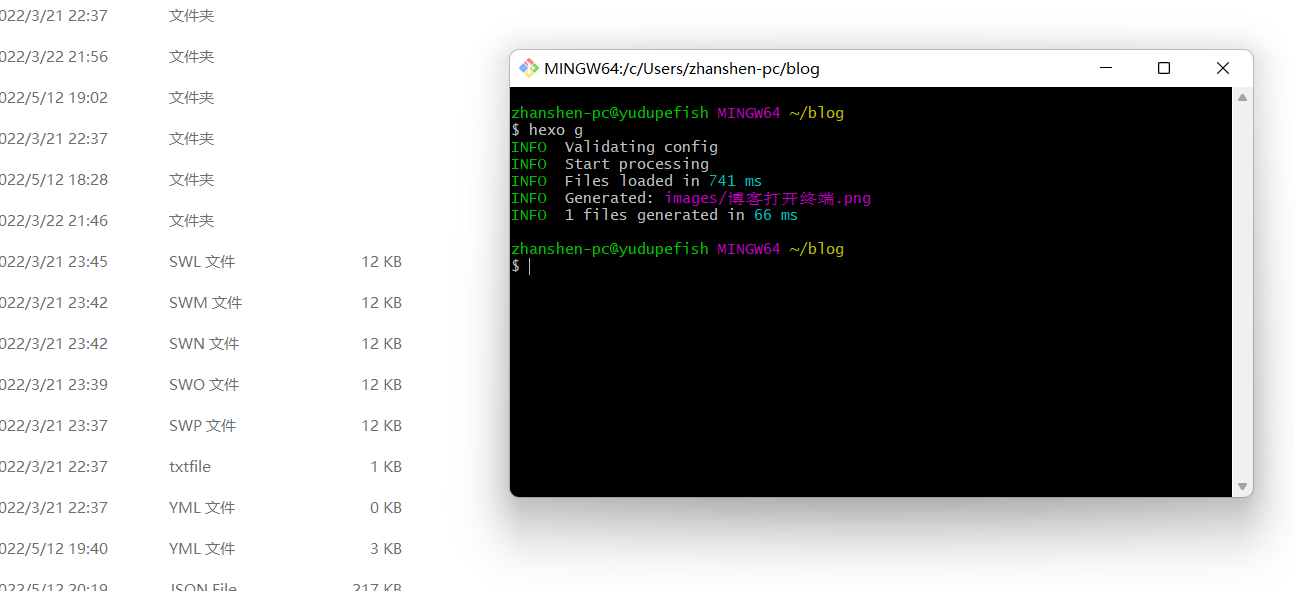 022/3/21 22:37 文件夹
022/3/22 21:56 文件夹
022/5/12 19:02 文件夹
022/3/21 22:37 文件夹
022/5/12 18:28 文件夹
022/3/22 21:46 文件夹
022/3/21 23:45 SWL 文件 12 KB
022/3/21 23:42 SWM 文件 12 KB
022/3/21 23:42 SWN 文件 12 KB
022/3/21 23:39 SWO 文件 12 KB
022/3/21 23:37 SWP 文件 12 KB
022/3/21 22:37 txtfile 1 KB
022/3/21 22:37 YML 文件 0 KB
022/5/12 19:40 YML 文件 3 KB
022/5/12 20:19 JSON File 217 KB
MINGW64:/c/Users/zhanshen-pc/blog
zhanshen-pc@yudupefish MINGW64 ~/blog
$ hexo g
INFO  Validating config
INFO  Start processing
INFO  Files loaded in 741 ms
INFO  Generated: images/博客打开终端.png
INFO  1 files generated in 66 ms
zhanshen-pc@yudupefish MINGW64 ~/blog
$